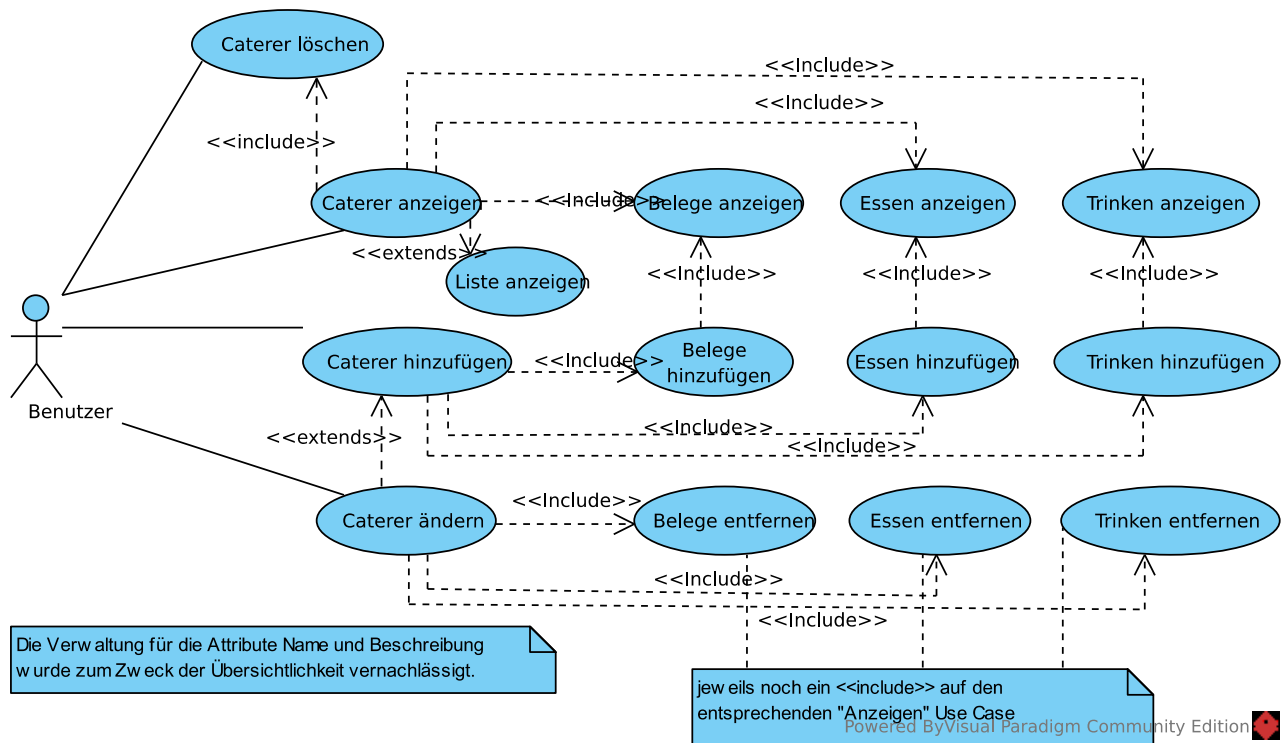 Caterer löschen
<<Include>>
<<Include>>
<<include>>
Caterer anzeigen
<<Include>>
Belege anzeigen
Essen anzeigen
Trinken anzeigen
<<extends>>
Liste anzeigen
<<Include>>
<<Include>>
<<Include>>
Caterer hinzufügen
<<Include>>
Belege
hinzufügen
Essen hinzufügen
Trinken hinzufügen
Benutzer
<<extends>>
<<Include>>
<<Include>>
Caterer ändern
<<Include>>
Belege entfernen
Essen entfernen
Trinken entfernen
<<Include>>
<<Include>>
Die Verwaltung für die Attribute Name und Beschreibung
wurde zum Zweck der Übersichtlichkeit vernachlässigt.
jeweils noch ein <<include>> auf den
entsprechenden "Anzeigen" Use Case
Powered ByVisual Paradigm Community Edition